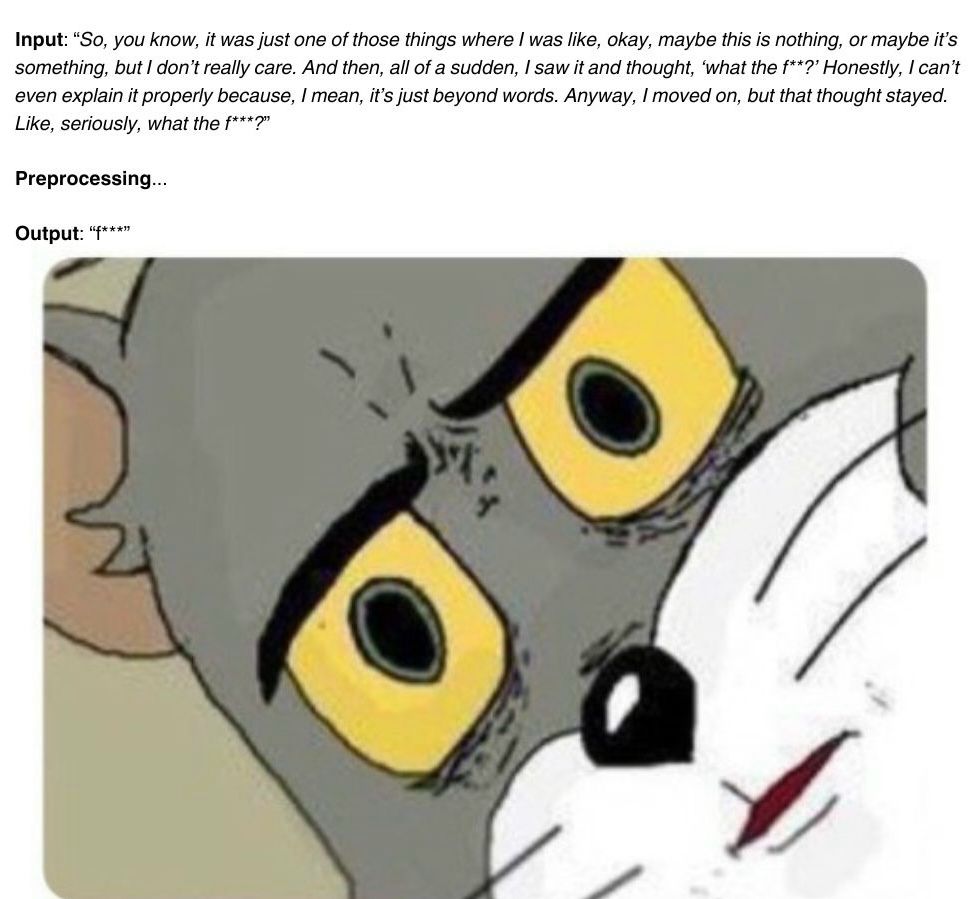 Input: “So, you know, it was just one of those things where I was like, okay, maybe this is nothing, or maybe it’s
something, but I don’t really care. And then, all of a sudden, I saw it and thought, ‘what the f**?’ Honestly, I can’t
even explain it properly because, I mean, it’s just beyond words. Anyway, I moved on, but that thought stayed.
Like, seriously, what the f***?”
Preprocessing...
Output: “f***”